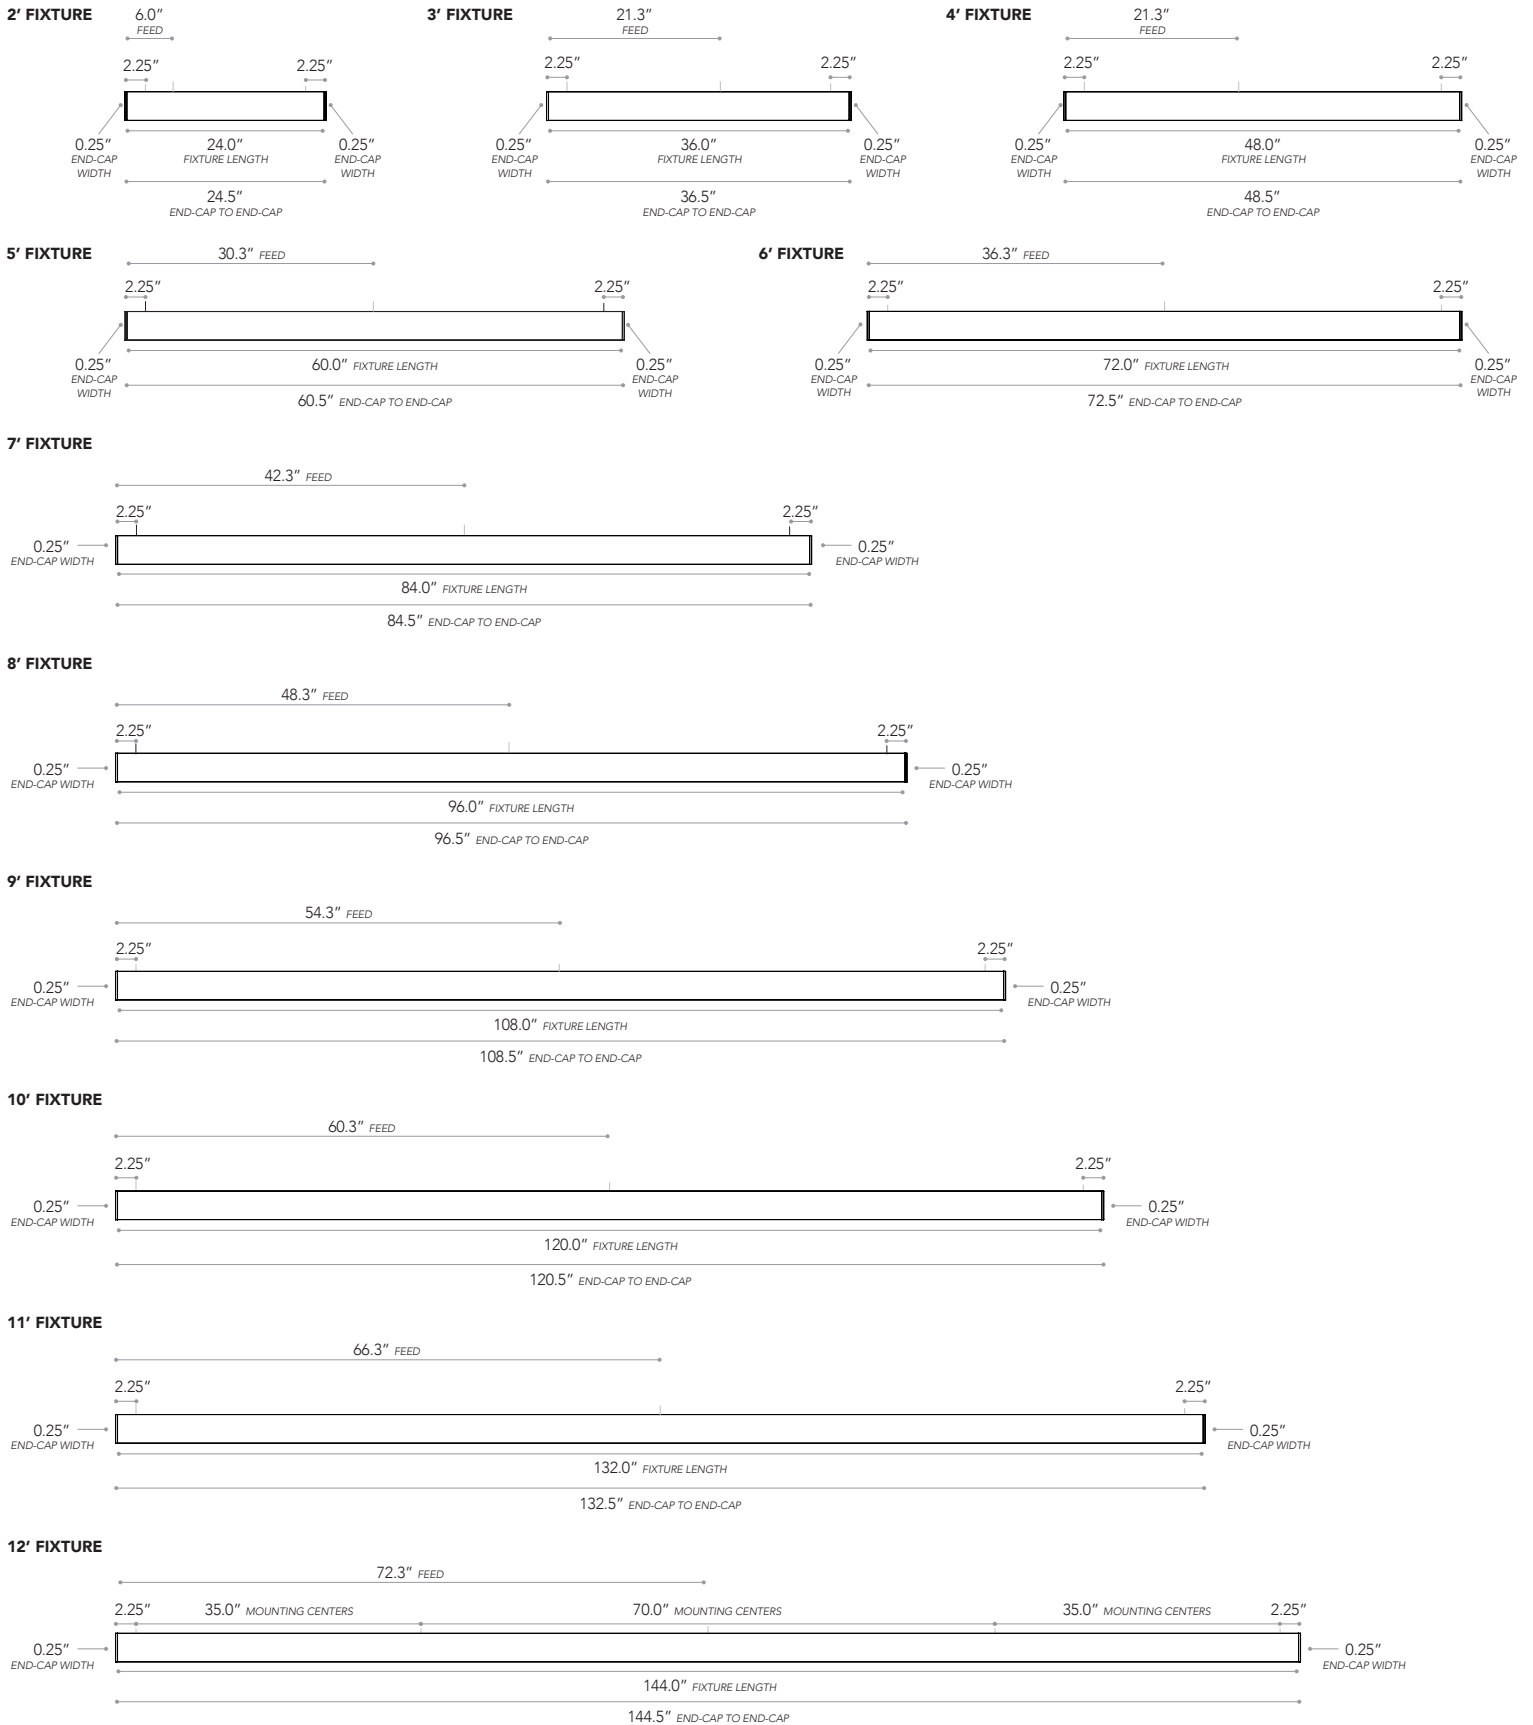 2’ FIXTURE
6.0”
FEED
2.25”
2.25”
0.25”
END-CAP
WIDTH
24.0”
FIXTURE LENGTH
0.25”
END-CAP
WIDTH
24.5”
END-CAP TO END-CAP
3’ FIXTURE
21.3”
FEED
2.25”
2.25”
0.25”
END-CAP
WIDTH
36.0”
FIXTURE LENGTH
0.25”
END-CAP
WIDTH
36.5”
END-CAP TO END-CAP
4’ FIXTURE
21.3”
FEED
2.25”
2.25”
0.25”
END-CAP
WIDTH
48.0”
FIXTURE LENGTH
0.25”
END-CAP
WIDTH
48.5”
END-CAP TO END-CAP
5’ FIXTURE
30.3” FEED
2.25”
2.25”
0.25”
END-CAP
WIDTH
60.0” FIXTURE LENGTH
0.25”
END-CAP
WIDTH
60.5” END-CAP TO END-CAP
6’ FIXTURE
36.3” FEED
2.25”
2.25”
0.25”
END-CAP
WIDTH
72.0” FIXTURE LENGTH
0.25”
END-CAP
WIDTH
72.5” END-CAP TO END-CAP
7’ FIXTURE
42.3” FEED
2.25”
2.25”
0.25”
END-CAP WIDTH
0.25”
END-CAP WIDTH
84.0” FIXTURE LENGTH
84.5” END-CAP TO END-CAP
8’ FIXTURE
48.3” FEED
2.25”
2.25”
0.25”
END-CAP WIDTH
0.25”
END-CAP WIDTH
96.0” FIXTURE LENGTH
96.5” END-CAP TO END-CAP
9’ FIXTURE
54.3” FEED
2.25”
2.25”
0.25”
END-CAP WIDTH
0.25”
END-CAP WIDTH
108.0” FIXTURE LENGTH
108.5” END-CAP TO END-CAP
10’ FIXTURE
60.3” FEED
2.25”
2.25”
0.25”
END-CAP WIDTH
0.25”
END-CAP WIDTH
120.0” FIXTURE LENGTH
120.5” END-CAP TO END-CAP
11’ FIXTURE
66.3” FEED
2.25”
2.25”
0.25”
END-CAP WIDTH
0.25”
END-CAP WIDTH
132.0” FIXTURE LENGTH
132.5” END-CAP TO END-CAP
12’ FIXTURE
72.3” FEED
2.25” 35.0” MOUNTING CENTERS 70.0” MOUNTING CENTERS 35.0” MOUNTING CENTERS 2.25”
0.25”
END-CAP WIDTH
0.25”
END-CAP WIDTH
144.0” FIXTURE LENGTH
144.5” END-CAP TO END-CAP